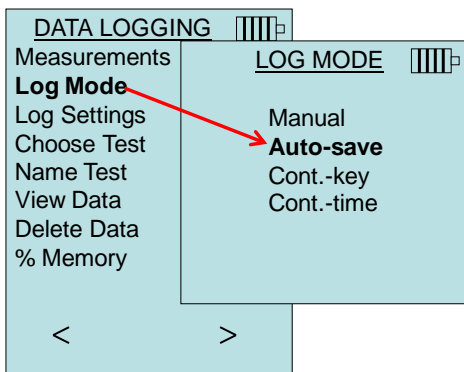 DATA LOGGING
Measurements
Log Mode
Log Settings
Choose Test
Name Test
View Data
Delete Data
% Memory
< >
LOG MODE
Manual
Auto-save
Cont.-key
Cont.-time